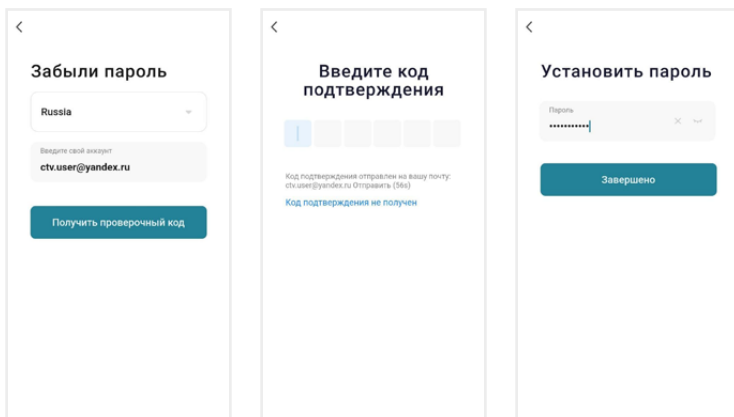 Забыли пароль
Russia
Введите свой аккаунт
ctv.user@yandex.ru
Получить проверочный код
Введите код
подтверждения
Код подтверждения отправлен на вашу почту:
ctv.user@yandex.ru Отправить (56s)
Код подтверждения не получен
Установить пароль
Пароль
•••••••••••
Завершено